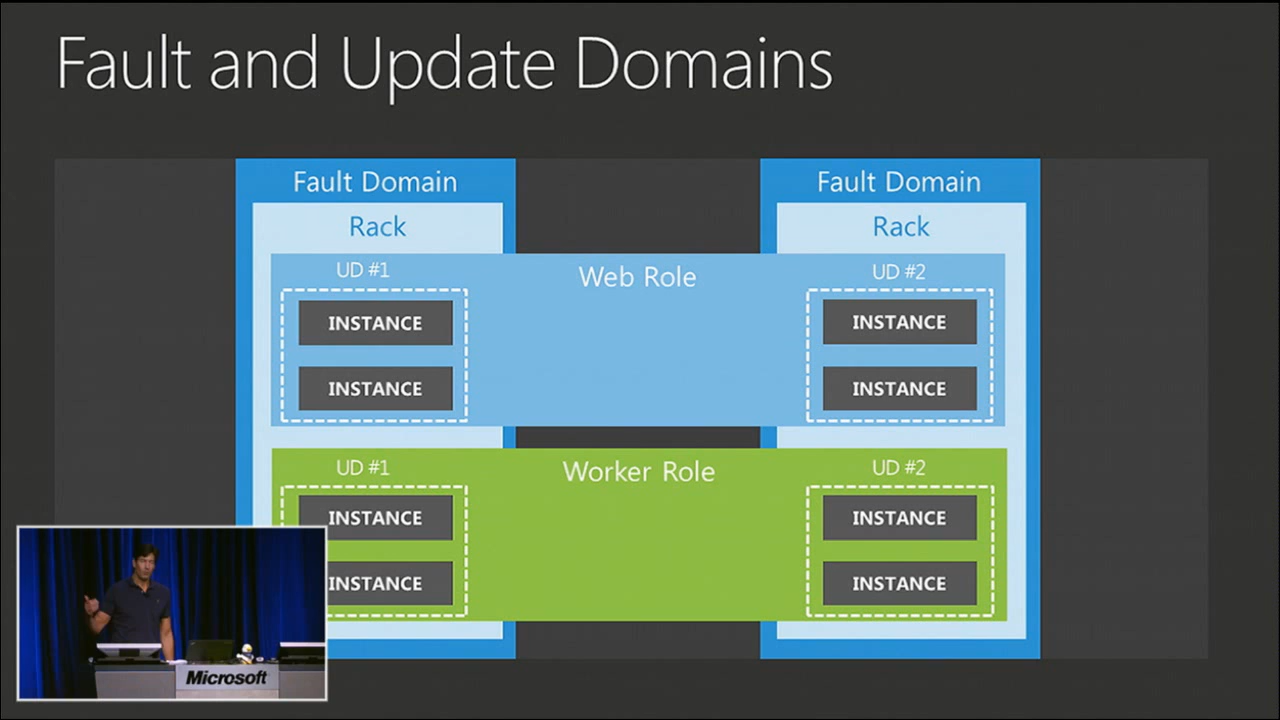 Fault and Update Domains
Fault Domain
Fault Domain
Rack
Rack
UD #1
Web Role
UD #2
INSTANCE
INSTANCE
INSTANCE
INSTANCE
UD #1
Worker Role
UD #2
INSTANCE
INSTANCE
INSTANCE
INSTANCE
Microsoft